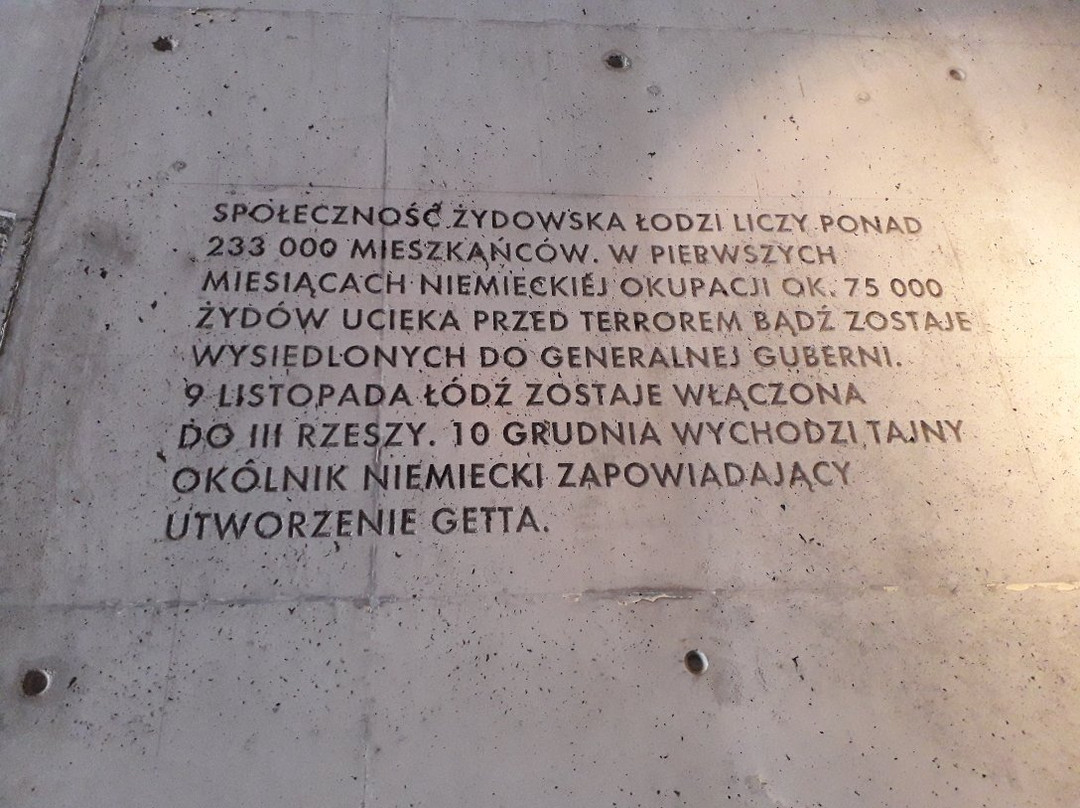 SPOŁECZNOŚĆ ŻYDOWSKA ŁODZI LICZY PONAD
233 000 MIESZKAŃCÓW. W PIERWSZYCH
MIESIĄCACH NIEMIECKIEJ OKUPACJI OK. 75 000
ŻYDÓW UCIEKA PRZED TERROREM BĄDŹ ZOSTAJE
WYSIEDLONYCH DO GENERALNEJ GUBERNI.
9 LISTOPADA ŁÓDŹ ZOSTAJE WŁĄCZONA
DO III RZESZY. 10 GRUDNIA WYCHODZI TAJNY
OKÓLNIK NIEMIECKI ZAPOWIADAJĄCY
UTWORZENIE GETTA.